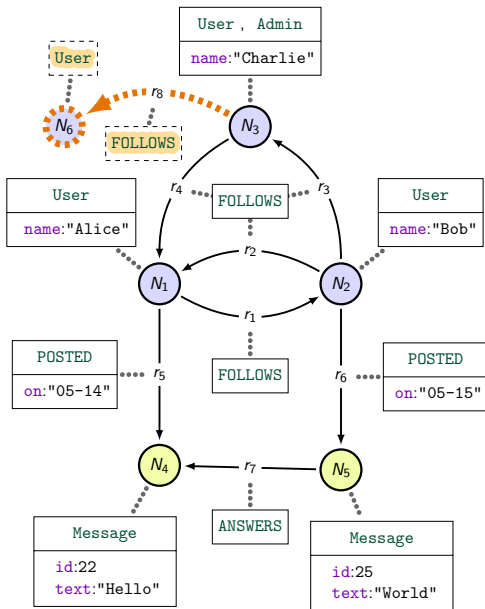 User , Admin
name:"Charlie"
User
r8
N6
N3
FOLLOWS
r4
r3
User
FOLLOWS
User
name:"Alice"
name:"Bob"
r2
N1
N2
r1
POSTED
POSTED
r5
FOLLOWS
r6
on:"05-14"
on:"05-15"
N4
r7
N5
Message
ANSWERS
Message
id:22
id:25
text:"Hello"
text:"World"